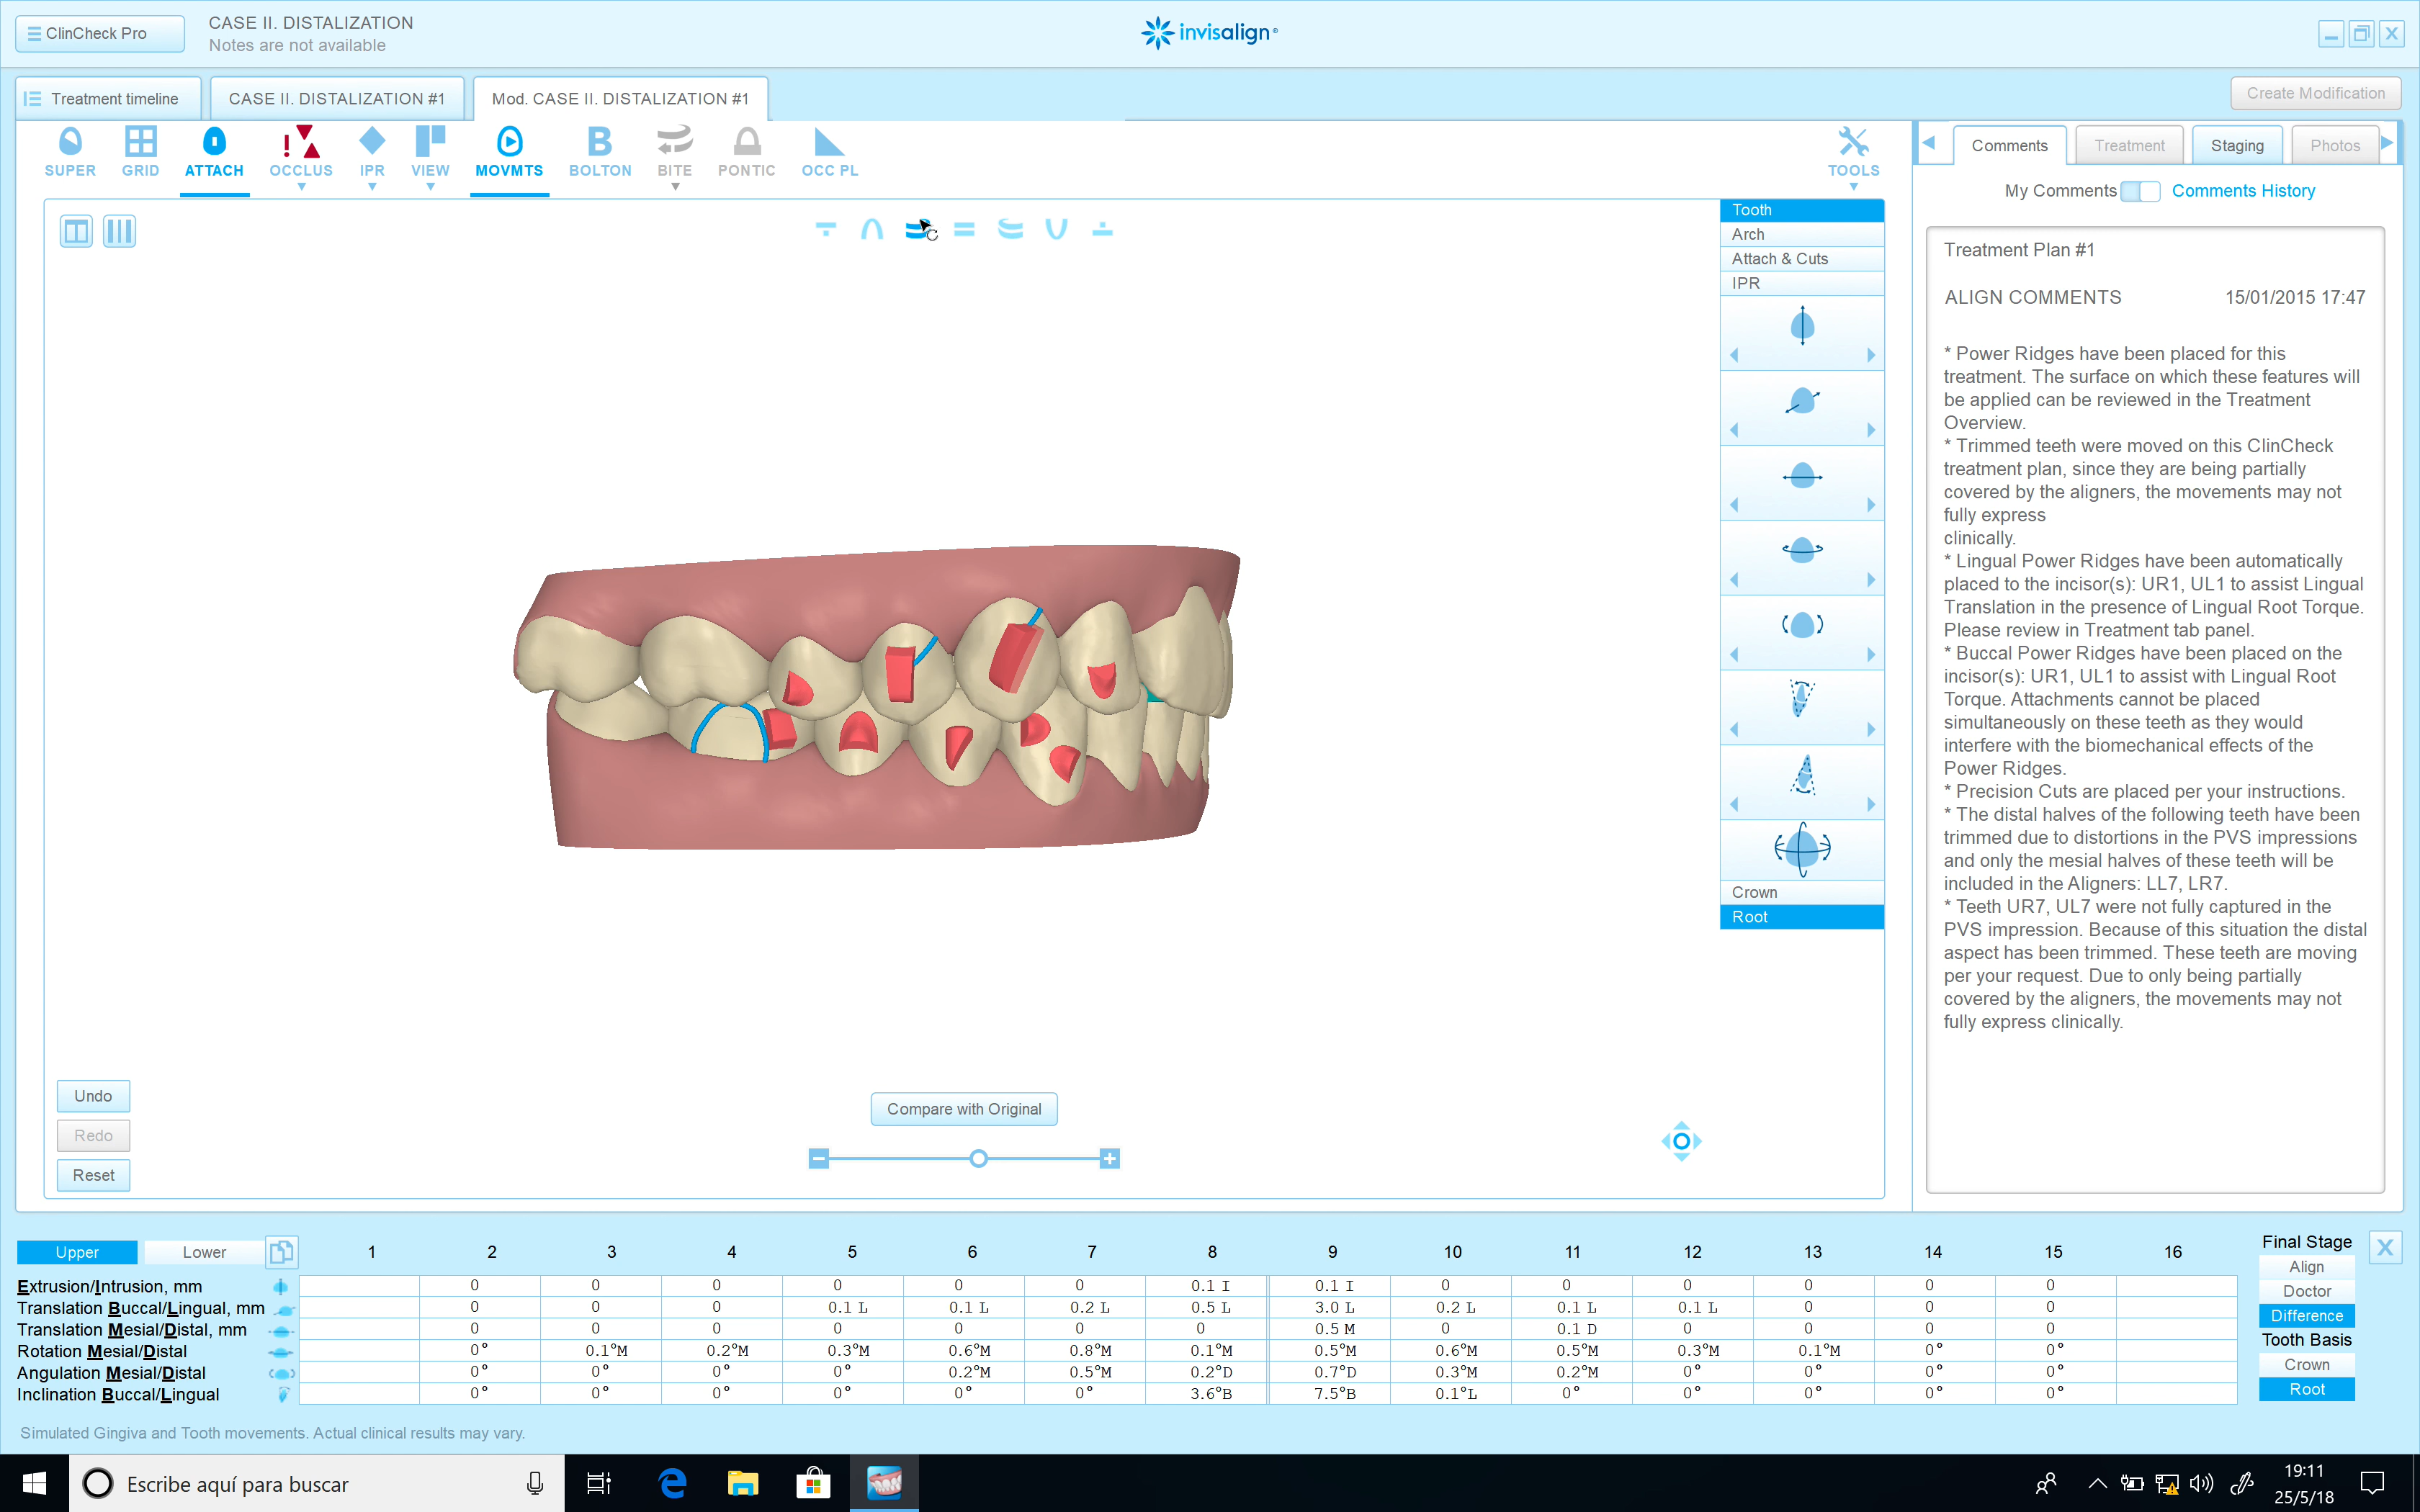 ClinCheck Pro
CASE II. DISTALIZATION
Notes are not available
invisalign®
Treatment timeline
CASE II. DISTALIZATION #1
Mod. CASE II. DISTALIZATION #1
Create Modification
SUPER
GRID
ATTACH
OCCLUS
IPR
VIEW
MOVMTS
BOLTON
BITE
PONTIC
OCC PL
TOOLS
Tooth
Arch
Attach & Cuts
IPR
Crown
Root
Comments
Treatment
Staging
Photos
My Comments
Comments History
Treatment Plan #1
ALIGN COMMENTS 15/01/2015 17:47
* Power Ridges have been placed for this
treatment. The surface on which these features will
be applied can be reviewed in the Treatment
Overview.
* Trimmed teeth were moved on this ClinCheck
treatment plan, since they are being partially
covered by the aligners, the movements may not
fully express
clinically.
* Lingual Power Ridges have been automatically
placed to the incisor(s): UR1, UL1 to assist Lingual
Translation in the presence of Lingual Root Torque.
Please review in Treatment tab panel.
* Buccal Power Ridges have been placed on the
incisor(s): UR1, UL1 to assist with Lingual Root
Torque. Attachments cannot be placed
simultaneously on these teeth as they would
interfere with the biomechanical effects of the
Power Ridges.
* Precision Cuts are placed per your instructions.
* The distal halves of the following teeth have been
trimmed due to distortions in the PVS impressions
and only the mesial halves of these teeth will be
included in the Aligners: LL7, LR7.
* Teeth UR7, UL7 were not fully captured in the
PVS impression. Because of this situation the distal
aspect has been trimmed. These teeth are moving
per your request. Due to only being partially
covered by the aligners, the movements may not
fully express clinically.
Undo
Redo
Reset
Compare with Original
Upper Lower 1 2 3 4 5 6 7 8 9 10 11 12 13 14 15 16
Extrusion/Intrusion, mm 0 0 0 0 0 0 0.1 I 0.1 I 0 0 0 0 0 0
Translation Buccal/Lingual, mm 0 0 0 0.1 L 0.1 L 0.2 L 0.5 L 3.0 L 0.2 L 0.1 L 0.1 L 0 0 0
Translation Mesial/Distal, mm 0 0 0 0 0 0 0 0.5 M 0 0.1 D 0 0 0 0
Rotation Mesial/Distal 0° 0.1°M 0.2°M 0.3°M 0.6°M 0.8°M 0.1°M 0.5°M 0.6°M 0.5°M 0.3°M 0.1°M 0° 0°
Angulation Mesial/Distal 0° 0° 0° 0° 0.2°M 0.5°M 0.2°D 0.7°D 0.3°M 0.2°M 0° 0° 0° 0°
Inclination Buccal/Lingual 0° 0° 0° 0° 0° 0° 3.6°B 7.5°B 0.1°L 0° 0° 0° 0° 0°
Final Stage
Align
Doctor
Difference
Tooth Basis
Crown
Root
Simulated Gingiva and Tooth movements. Actual clinical results may vary.
Escribe aquí para buscar
19:11
25/5/18